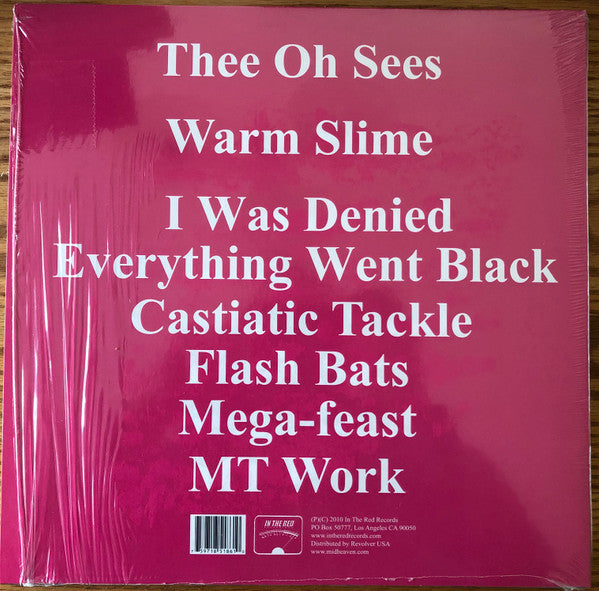 Thee Oh Sees
Warm Slime
I Was Denied
Everything Went Black
Castiatic Tackle
Flash Bats
Mega-feast
MT Work
IN THE RED
(P)(C) 2010 In The Red Records
PO Box 50777, Los Angeles CA 90050
www.intheredrecords.com
Distributed by Revolver USA
www.midheaven.com